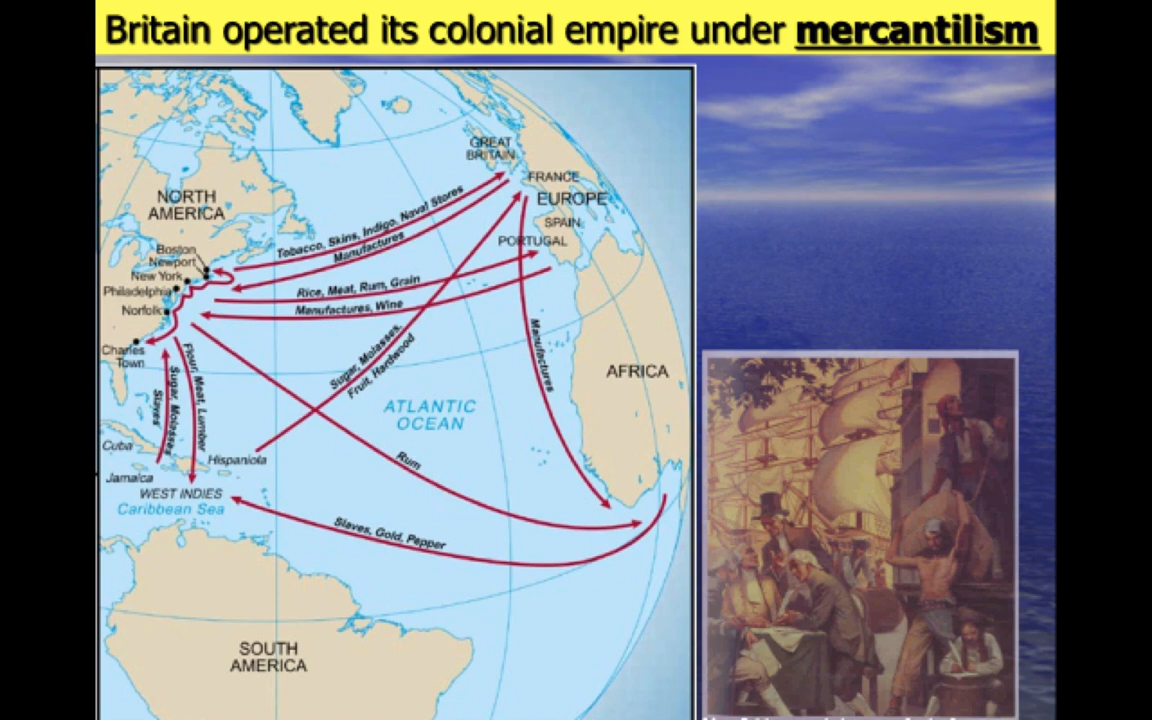 Britain operated its colonial empire under mercantilism
GREAT
BRITAIN
FRANCE
EUROPE
SPAIN
PORTUGAL
NORTH
AMERICA
Tobacco, Skins, Indigo, Naval Stores
Manufactures
Boston
Newport
New York
Philadelphia
Norfolk
Charles
Town
Rice, Meat, Rum, Grain
Manufactures, Wine
Sugar, Molasses,
Fruit, Hardwood
Manufactures
AFRICA
ATLANTIC
OCEAN
Slaves
Sugar, Molasses
Flour, Meat, Lumber
Cuba
Hispaniola
Jamaica
WEST INDIES
Caribbean Sea
Rum
Slaves, Gold, Pepper
SOUTH
AMERICA